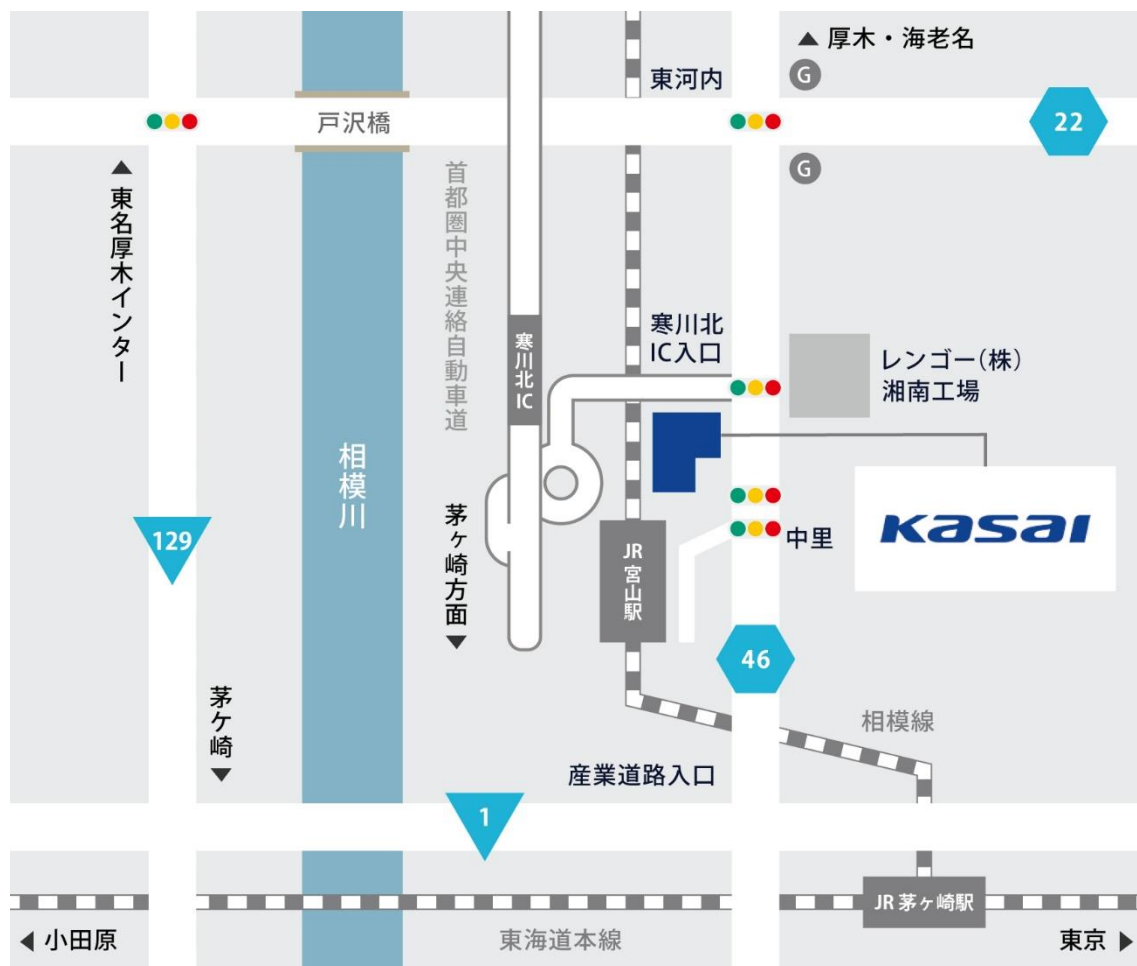 厚木・海老名
東河内
G
戸沢橋
22
G
東名厚木インター
首都圏中央連絡自動車道
寒川北
IC入口
寒川北IC
レンゴー(株)
湘南工場
相模川
茅ヶ崎方面
129
JR宮山駅
中里
Kasai
46
茅ケ崎
相模線
産業道路入口
1
JR 茅ヶ崎駅
小田原
東海道本線
東京